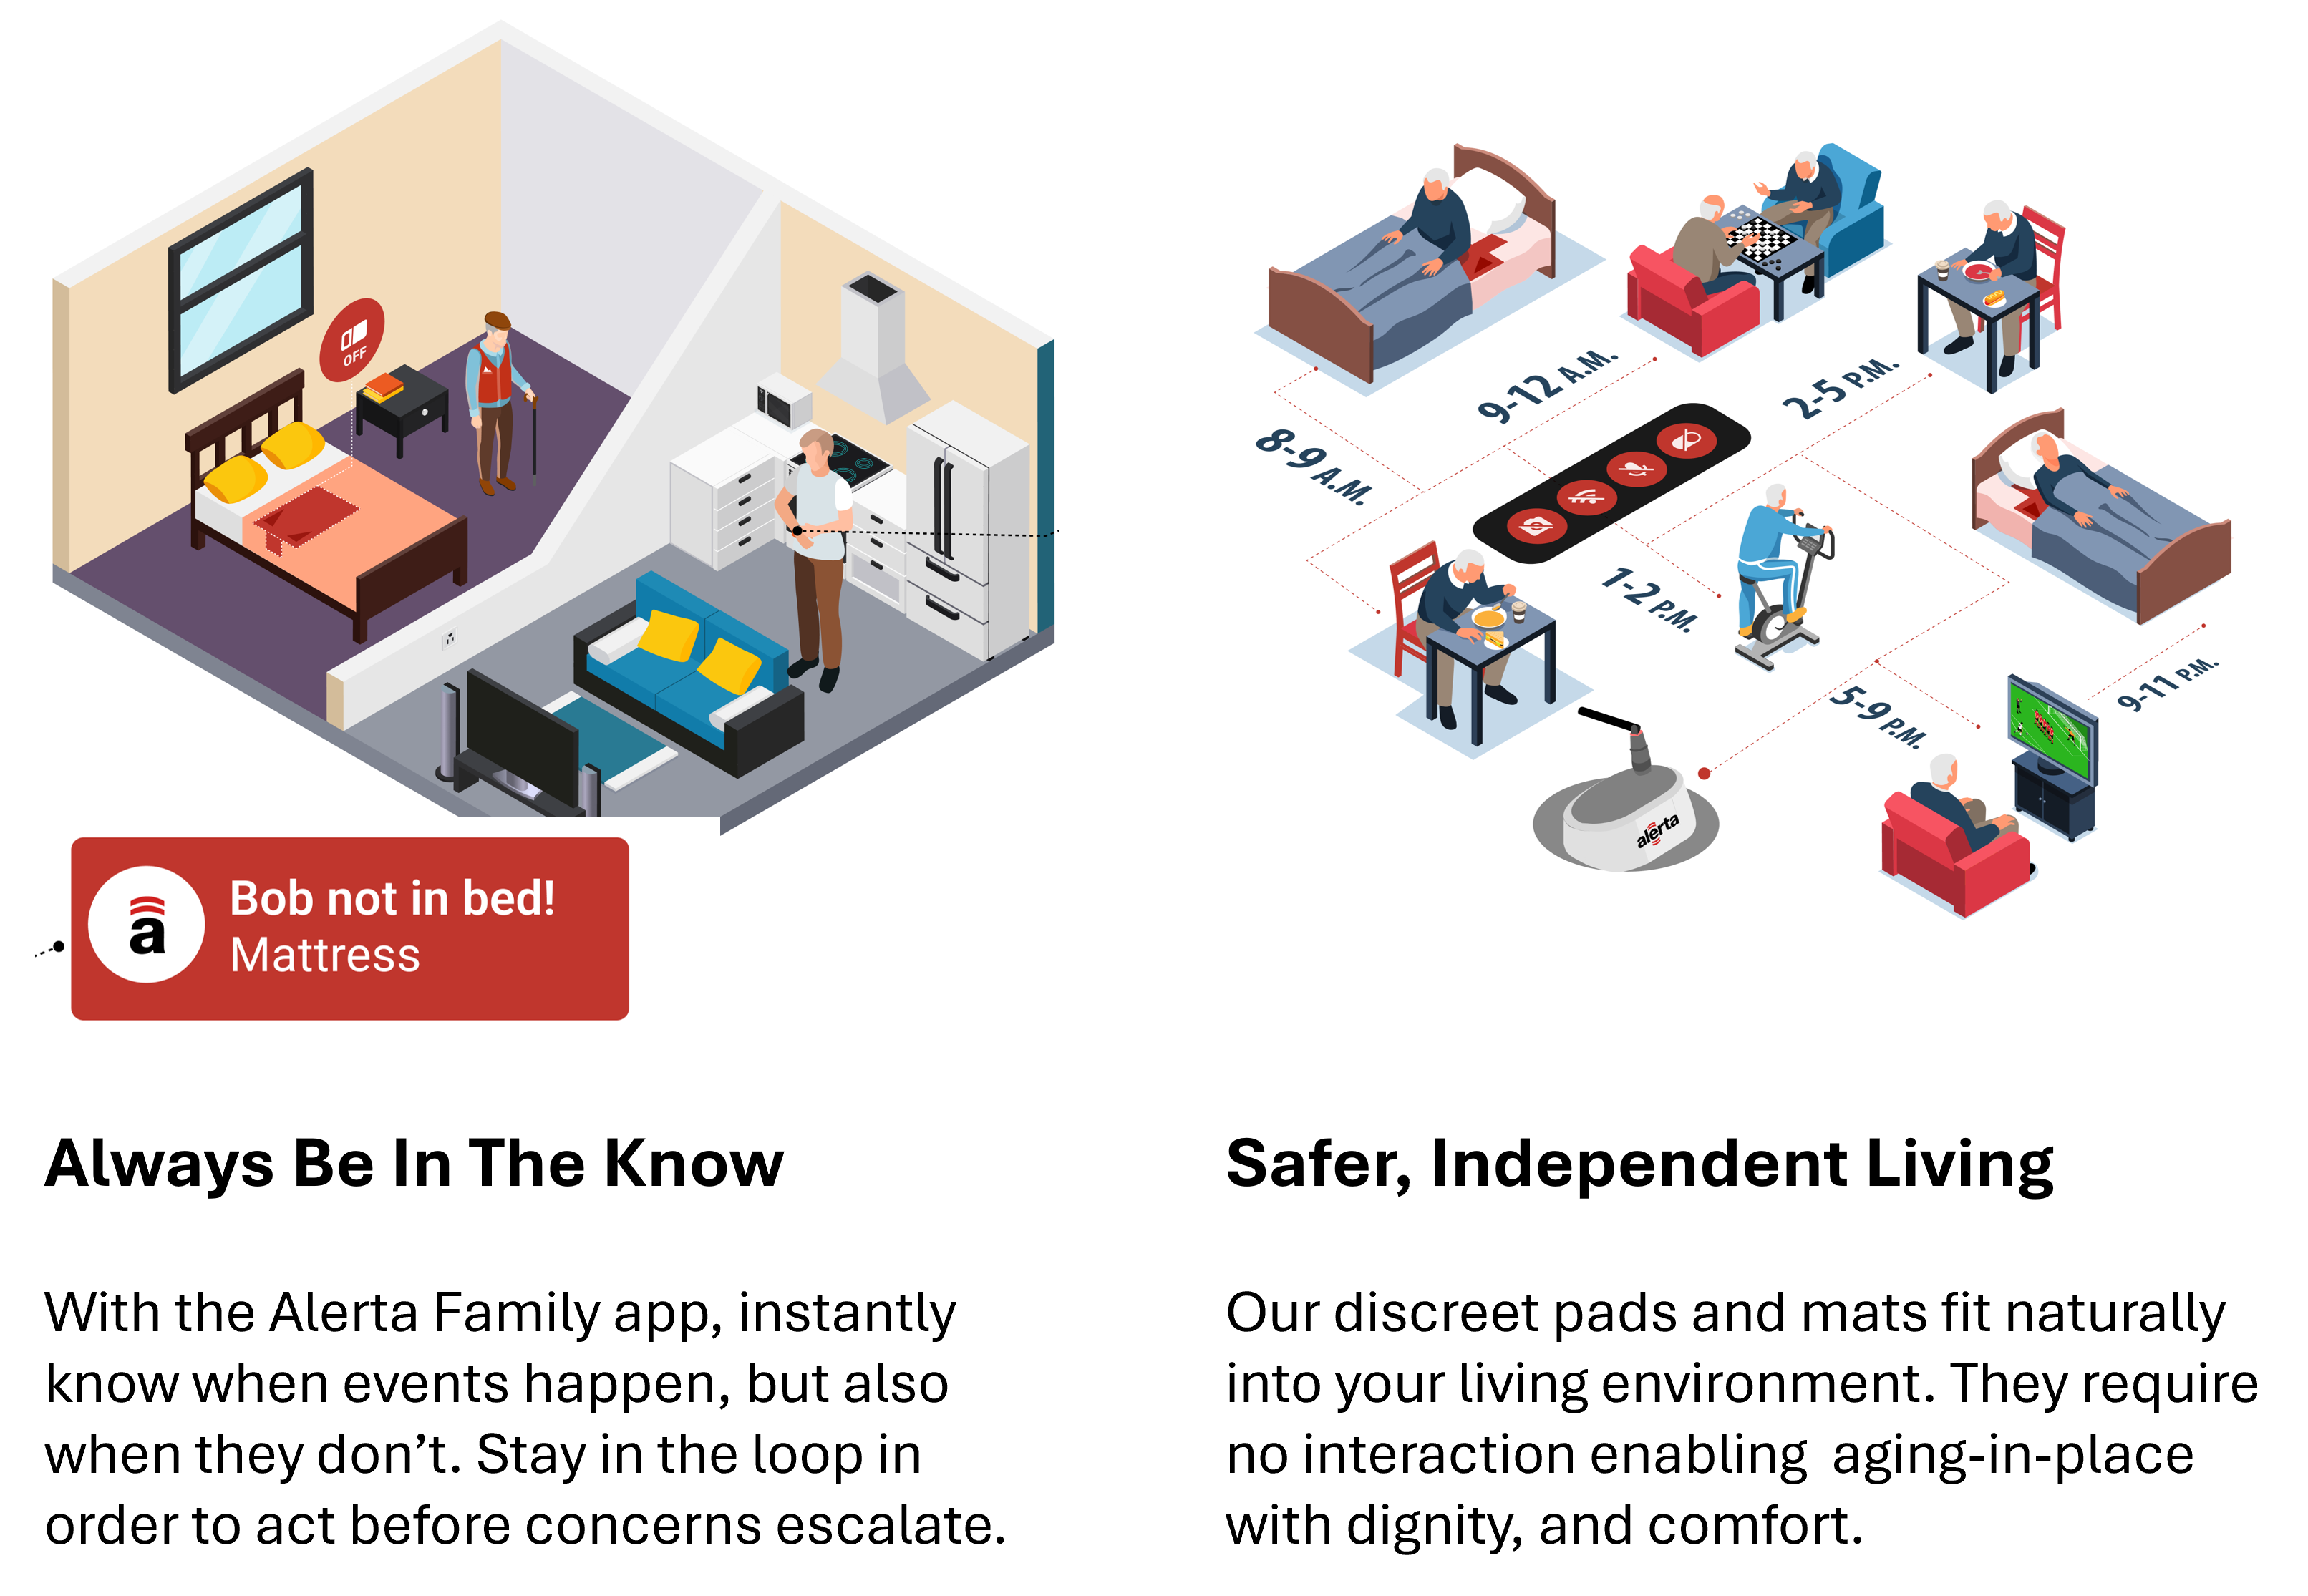 OFF
a
Bob not in bed!
Mattress
Always Be In The Know
With the Alerta Family app, instantly
know when events happen, but also
when they don’t. Stay in the loop in
order to act before concerns escalate.
8-9 A.M.
9-12 A.M.
1-2 P.M.
2-5 P.M.
5-9 P.M.
9-11 P.M.
alerta
Safer, Independent Living
Our discreet pads and mats fit naturally
into your living environment. They require
no interaction enabling  aging-in-place
with dignity, and comfort.